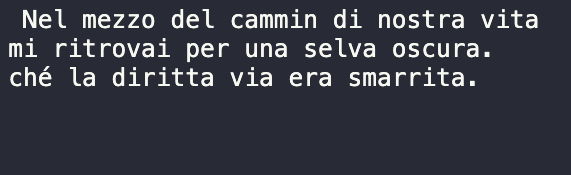 Nel mezzo del cammin di nostra vita
mi ritrovai per una selva oscura.
ché la diritta via era smarrita.